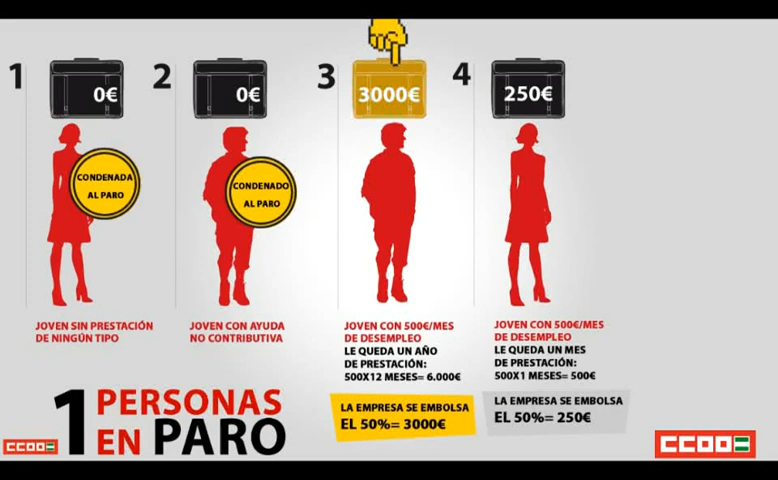 1
0€
2
0€
3
3000€
4
250€
CONDENADA
AL PARO
CONDENADO
AL PARO
JOVEN SIN PRESTACIÓN
DE NINGÚN TIPO
JOVEN CON AYUDA
NO CONTRIBUTIVA
JOVEN CON 500€/MES
DE DESEMPLEO
LE QUEDA UN AÑO
DE PRESTACIÓN:
500X12 MESES= 6.000€
JOVEN CON 500€/MES
DE DESEMPLEO
LE QUEDA UN MES
DE PRESTACIÓN:
500X1 MESES= 500€
LA EMPRESA SE EMBOLSA
EL 50%= 3000€
LA EMPRESA SE EMBOLSA
EL 50%= 250€
1 PERSONAS
EN PARO
CCOO
CCOO